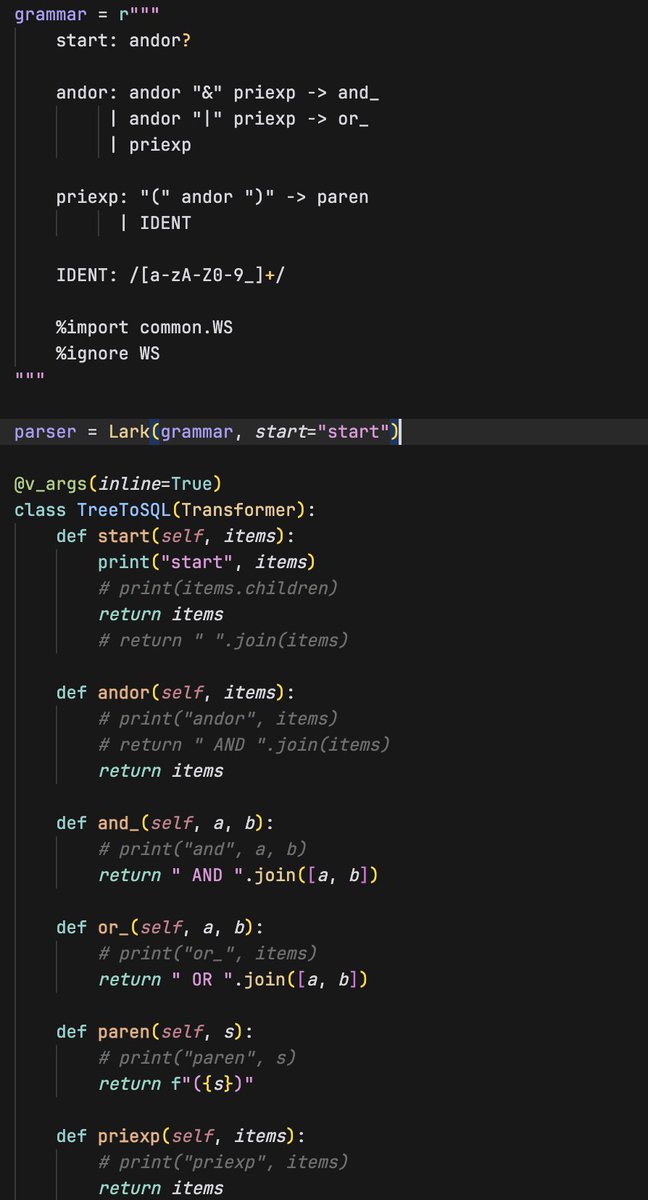 grammar = r"""
    start: andor?

    andor: andor "&" priexp -> and_
         | andor "|" priexp -> or_
         | priexp

    priexp: "(" andor ")" -> paren
          | IDENT

    IDENT: /[a-zA-Z0-9_]+/

    %import common.WS
    %ignore WS
"""

parser = Lark(grammar, start="start")

@v_args(inline=True)
class TreeToSQL(Transformer):
    def start(self, items):
        print("start", items)
        # print(items.children)
        return items
        # return " ".join(items)

    def andor(self, items):
        # print("andor", items)
        # return " AND ".join(items)
        return items

    def and_(self, a, b):
        # print("and", a, b)
        return " AND ".join([a, b])

    def or_(self, a, b):
        # print("or_", items)
        return " OR ".join([a, b])

    def paren(self, s):
        # print("paren", s)
        return f"({s})"

    def priexp(self, items):
        # print("priexp", items)
        return items